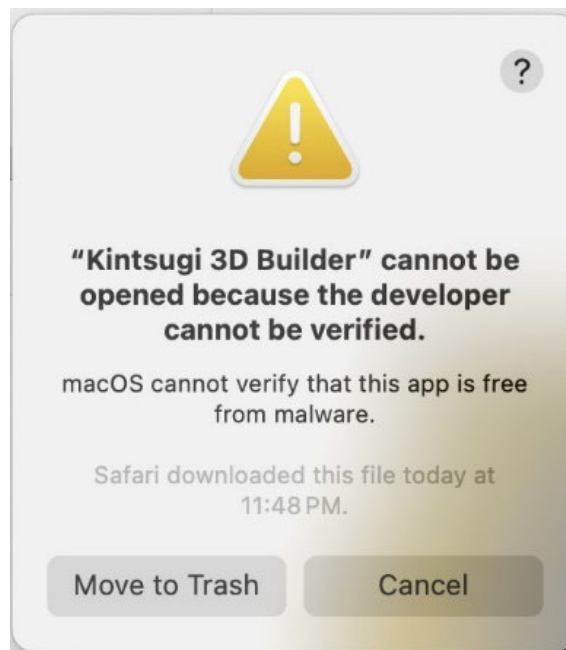 ?
“Kintsugi 3D Builder” cannot be
opened because the developer
cannot be verified.
macOS cannot verify that this app is free
from malware.
Safari downloaded this file today at
11:48 PM.
Move to Trash
Cancel